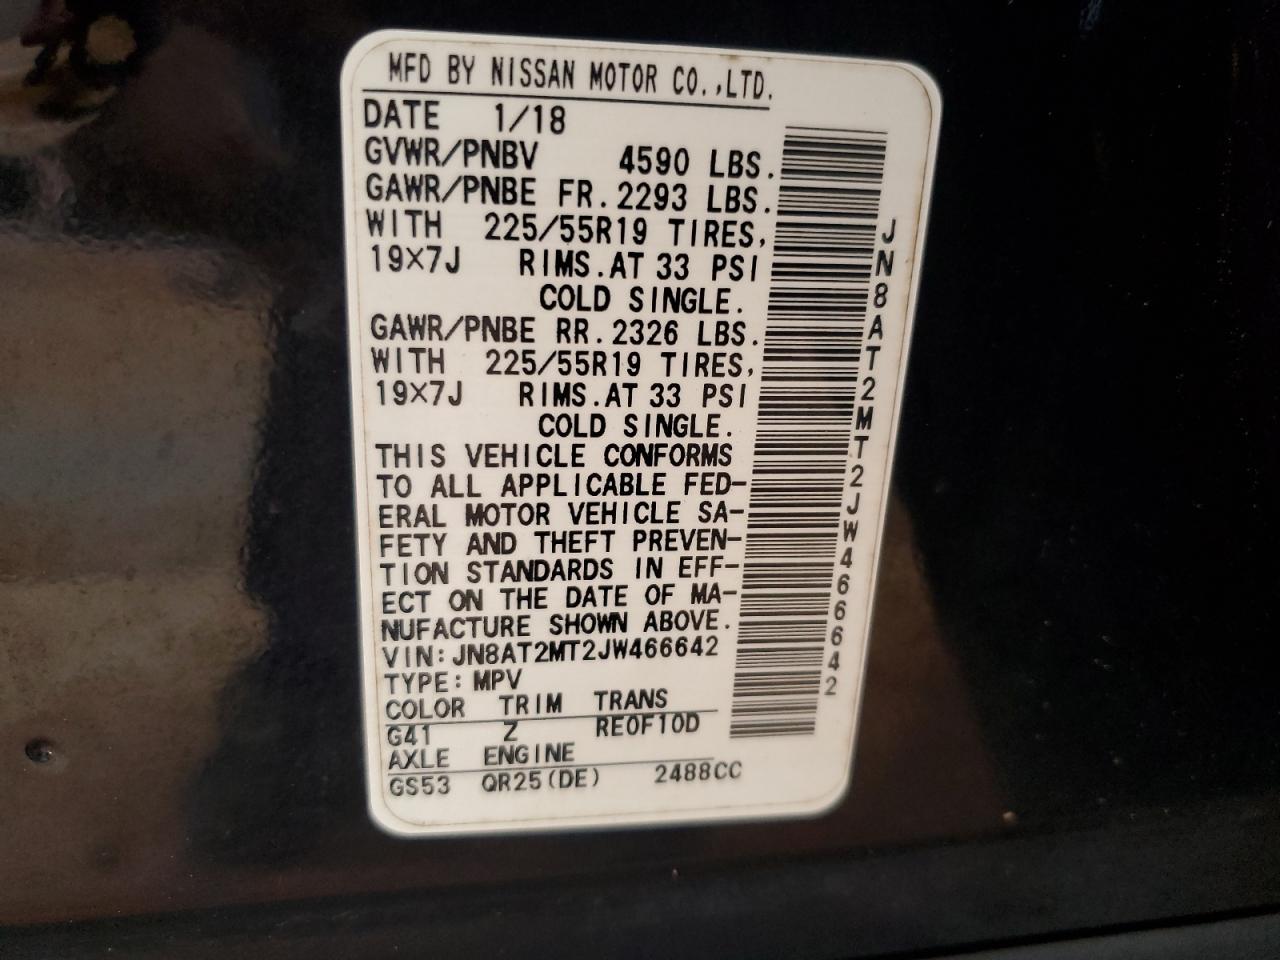 MFD BY NISSAN MOTOR CO.,LTD.
DATE 1/18
GVWR/PNBV 4590 LBS.
GAWR/PNBE FR.2293 LBS.
WITH 225/55R19 TIRES,
19×7J RIMS.AT 33 PSI
COLD SINGLE.
GAWR/PNBE RR.2326 LBS.
WITH 225/55R19 TIRES,
19×7J RIMS.AT 33 PSI
COLD SINGLE.
THIS VEHICLE CONFORMS
TO ALL APPLICABLE FED-
ERAL MOTOR VEHICLE SA-
FETY AND THEFT PREVEN-
TION STANDARDS IN EFF-
ECT ON THE DATE OF MA-
NUFACTURE SHOWN ABOVE.
VIN:JN8AT2MT2JW466642
TYPE:MPV
COLOR TRIM TRANS
G41 Z RE0F10D
AXLE ENGINE
GS53 QR25(DE) 2488CC
JN8AT2MT2JW466642